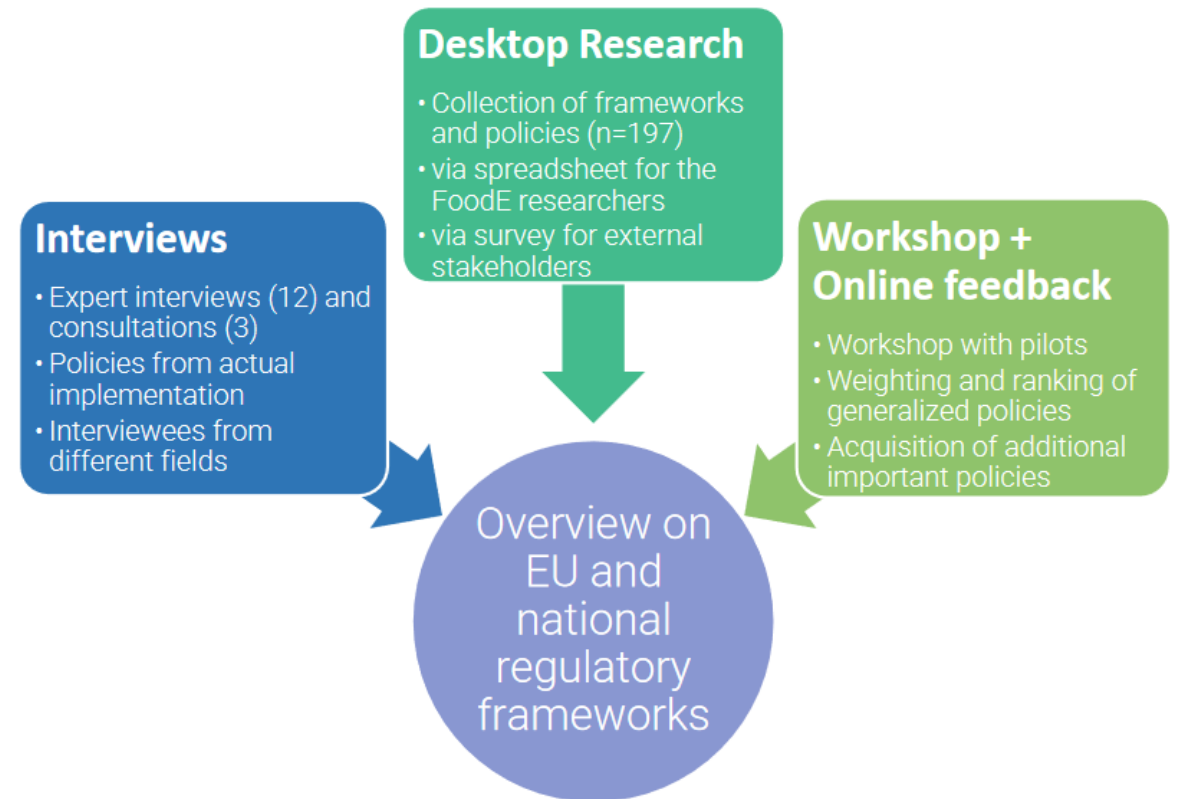 Desktop Research
• Collection of frameworks
and policies (n=197)
• via spreadsheet for the
FoodE researchers
• via survey for external
stakeholders
Interviews
• Expert interviews (12) and
consultations (3)
• Policies from actual
implementation
• Interviewees from
different fields
Workshop +
Online feedback
• Workshop with pilots
• Weighting and ranking of
generalized policies
• Acquisition of additional
important policies
Overview on
EU and
national
regulatory
frameworks